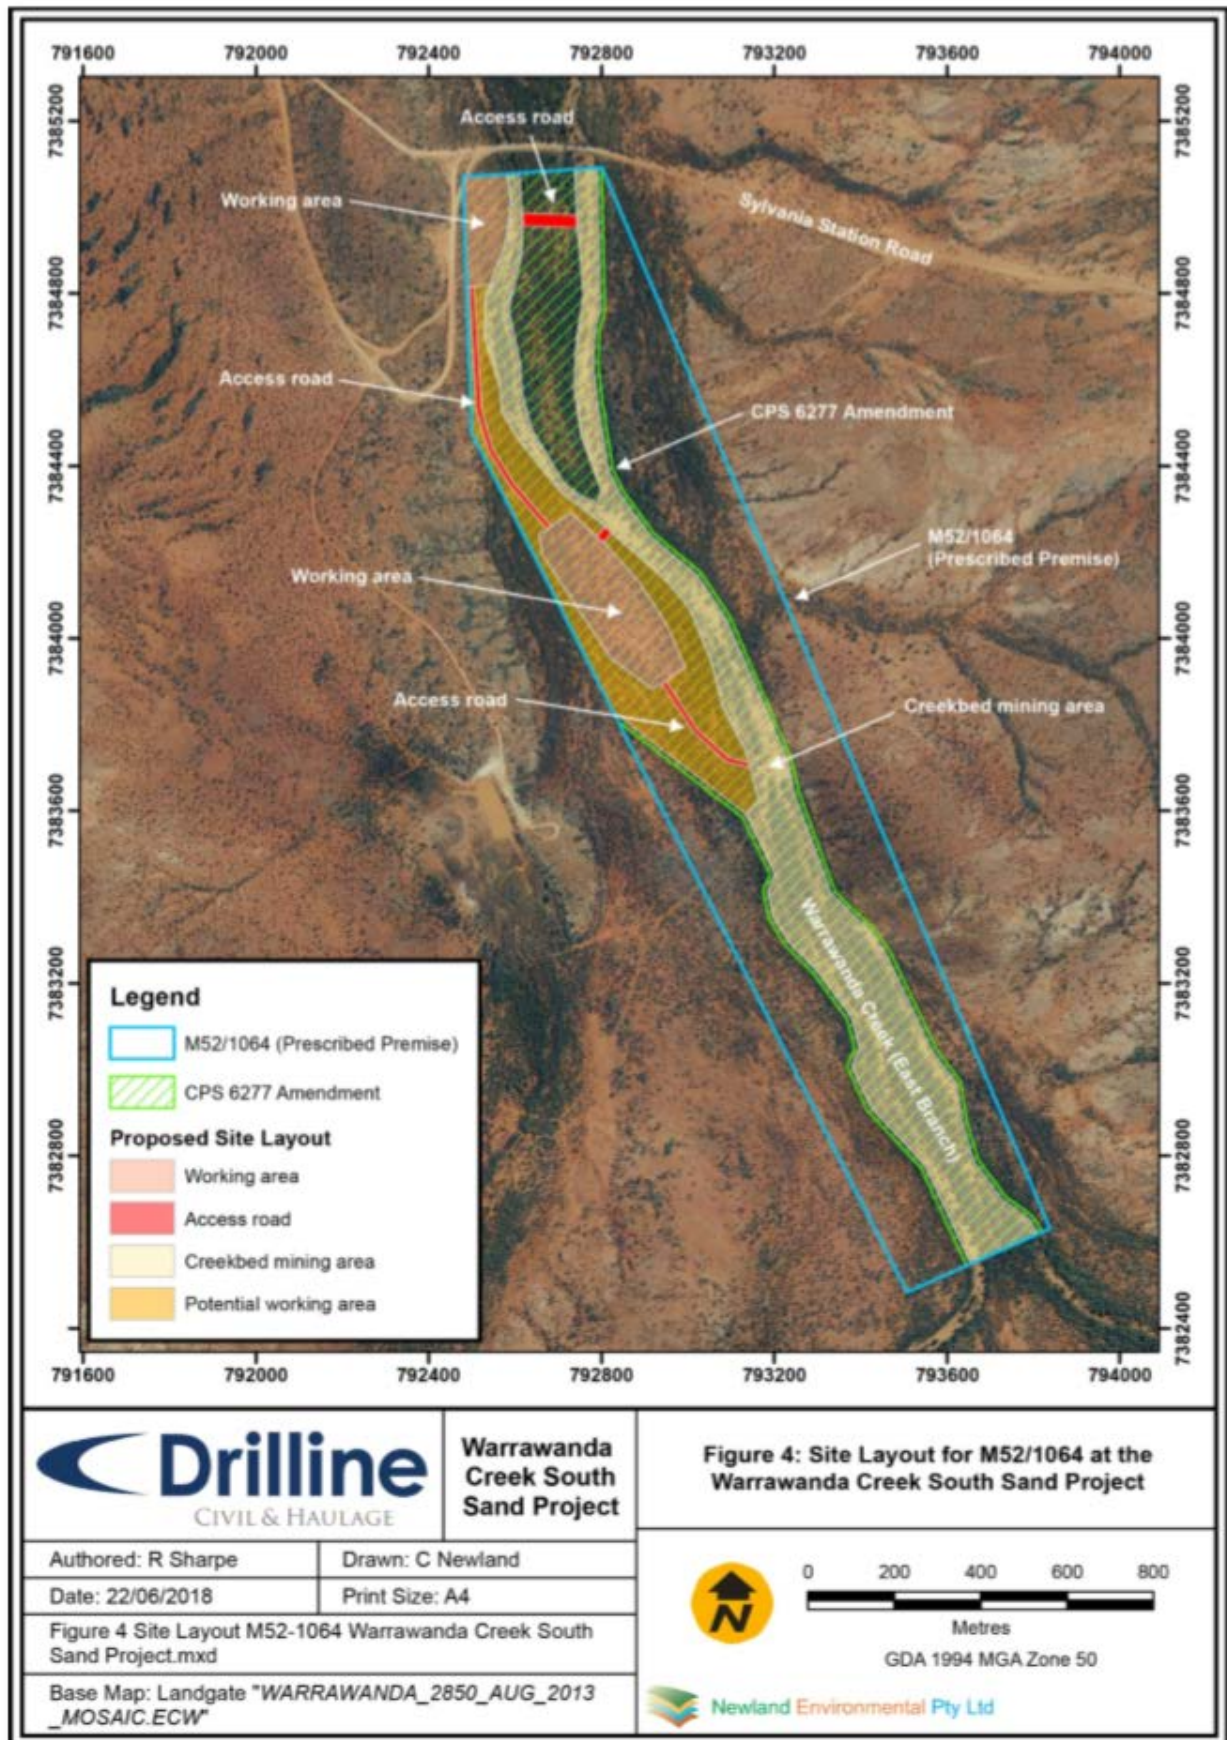 791600 792000 792400 792800 793200 793600 794000
7385200 7385200
Access road
Working area
Sylvania Station Road
7384800 7384800
Access road
CPS 6277 Amendment
7384400 7384400
M52/1064
(Prescribed Premise)
Working area
7384000 7384000
Access road
Creekbed mining area
7383600 7383600
Warrawanda Creek (East Branch)
7383200 7383200
Legend
M52/1064 (Prescribed Premise)
CPS 6277 Amendment
Proposed Site Layout
7382800 7382800
Working area
Access road
Creekbed mining area
Potential working area
7382400
791600 792000 792400 792800 793200 793600 794000
Drilline
CIVIL & HAULAGE
Warrawanda
Creek South
Sand Project
Figure 4: Site Layout for M52/1064 at the
Warrawanda Creek South Sand Project
Authored: R Sharpe
Drawn: C Newland
Date: 22/06/2018
Print Size: A4
Figure 4 Site Layout M52-1064 Warrawanda Creek South
Sand Project.mxd
Base Map: Landgate "WARRAWANDA_2850_AUG_2013
_MOSAIC.ECW"
N
0 200 400 600 800
Metres
GDA 1994 MGA Zone 50
Newland Environmental Pty Ltd